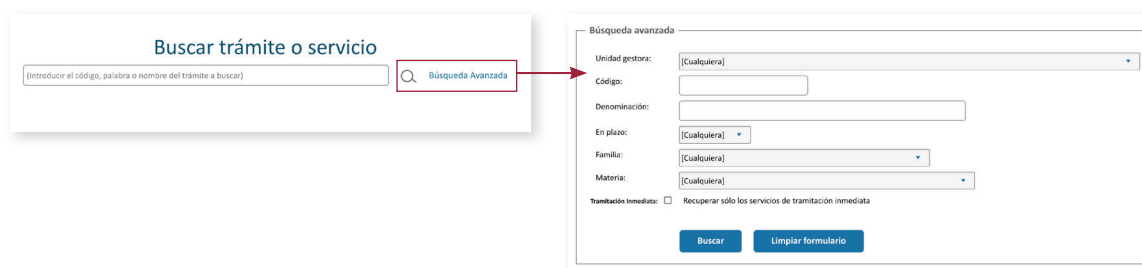 Buscar trámite o servicio
(Introducir el código, palabra o nombre del trámite a buscar)
Búsqueda Avanzada
Búsqueda avanzada
Unidad gestora: [Cualquiera]
Código:
Denominación:
En plazo: [Cualquiera]
Familia: [Cualquiera]
Materia: [Cualquiera]
Tramitación Inmediata: Recuperar sólo los servicios de tramitación inmediata
Buscar Limpiar formulario